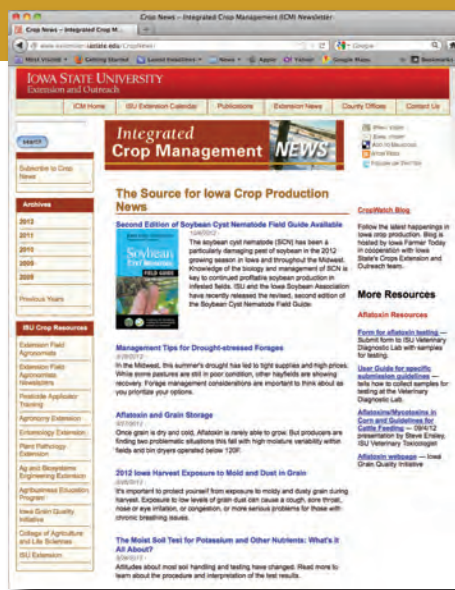 Crop News – Integrated Crop Management (ICM) Newsletter
Crop News – Integrated Crop M...
Most Visited
Getting Started
Latest Headlines
News
Apple
Yahoo!
Google Maps
Bookmarks
IOWA STATE UNIVERSITY
Extension and Outreach
ICM Home
ISU Extension Calendar
Publications
Extension News
County Offices
Contact Us
search
Subscribe to Crop
News
Archives
2012
2011
2010
2009
2008
Previous Years
ISU Crop Resources
Extension Field
Agronomists
Extension Field
Agronomists
Newsletters
Pesticide Applicator
Training
Agronomy Extension
Entomology Extension
Plant Pathology
Extension
Ag and Biosystems
Engineering Extension
Agribusiness Education
Program
Iowa Grain Quality
Initiative
College of Agriculture
and Life Sciences
ISU Extension
Integrated
Crop Management
NEWS
The Source for Iowa Crop Production
News
Second Edition of Soybean Cyst Nematode Field Guide Available
Soybean
FIELD GUIDE
The soybean cyst nematode (SCN) has been a
particularly damaging pest of soybean in the 2012
growing season in Iowa and throughout the Midwest.
Knowledge of the biology and management of SCN is
key to continued profitable soybean production in
infested fields. ISU and the Iowa Soybean Association
have recently released the revised, second edition of
the Soybean Cyst Nematode Field Guide.
Management Tips for Drought-stressed Forages
In the Midwest, this summer's drought has led to tight supplies and high prices.
While some pastures are still in poor condition, other hayfields are showing
recovery. Forage management considerations are important to think about as
you prioritize your options.
Aflatoxin and Grain Storage
Once grain is dry and cold, Aflatoxin is rarely able to grow. But producers are
finding two problematic situations this fall with high moisture variability within
fields and bin dryers operated below 120F.
2012 Iowa Harvest Exposure to Mold and Dust in Grain
It's important to protect yourself from exposure to moldy and dusty grain during
harvest. Exposure to low levels of grain dust can cause a cough, sore throat,
nose or eye irritation, or congestion, or more serious problems for those with
chronic breathing issues.
The Moist Soil Test for Potassium and Other Nutrients: What's it
All About?
Attitudes about most soil handling and testing have changed. Read more to
learn about the procedure and interpretation of the test results.
CropWatch Blog
Follow the latest happenings in
Iowa crop production. Blog is
hosted by Iowa Farmer Today
in cooperation with Iowa
State's Crops Extension and
Outreach team.
More Resources
Aflatoxin Resources
Form for aflatoxin testing —
Submit form to ISU Veterinary
Diagnostic Lab with samples
for testing.
User Guide for specific
submission guidelines —
tells how to collect samples for
testing at the Veterinary
Diagnostic Lab.
Aflatoxins/Mycotoxins in
Corn and Guidelines for
Cattle Feeding — 09/4/12
presentation by Steve Ensley,
ISU Veterinary Toxicologist
Aflatoxin webpage — Iowa
Grain Quality Initiative